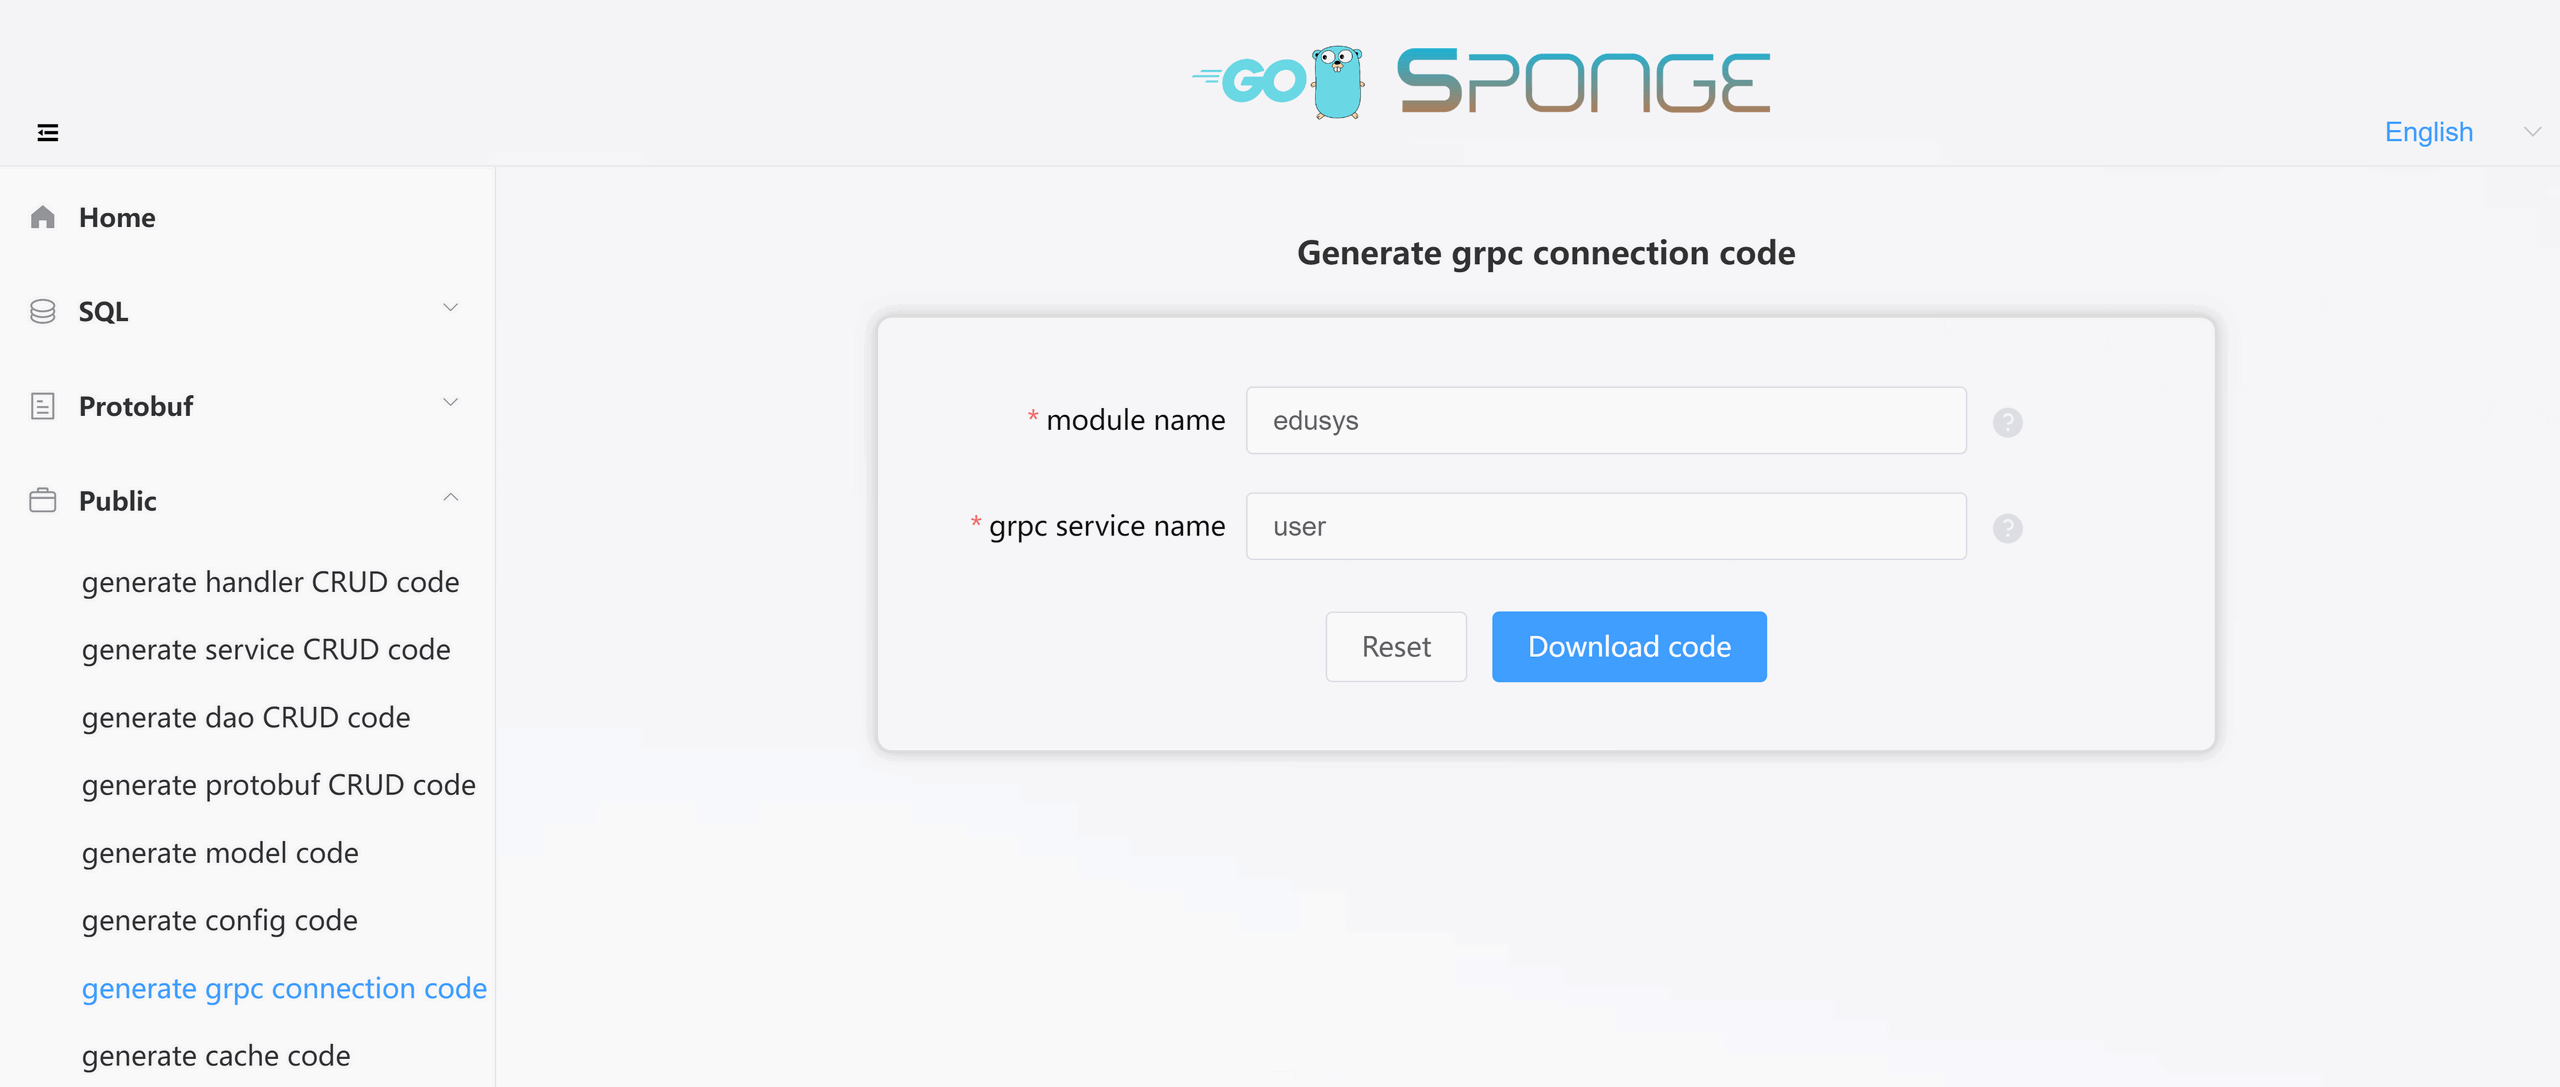 GO SPONGE
English
Home
SQL
Protobuf
Public
generate handler CRUD code
generate service CRUD code
generate dao CRUD code
generate protobuf CRUD code
generate model code
generate config code
generate grpc connection code
generate cache code
Generate grpc connection code
* module name edusys ?
* grpc service name user ?
Reset Download code